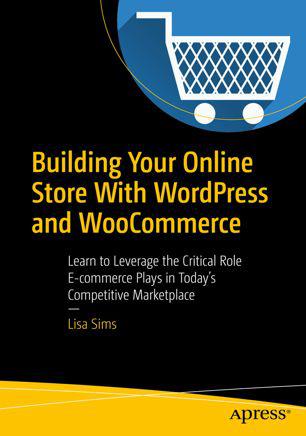 Building Your Online
Store With WordPress
and WooCommerce
Learn to Leverage the Critical Role
E-commerce Plays in Today's
Competitive Marketplace
—
Lisa Sims
Apress®